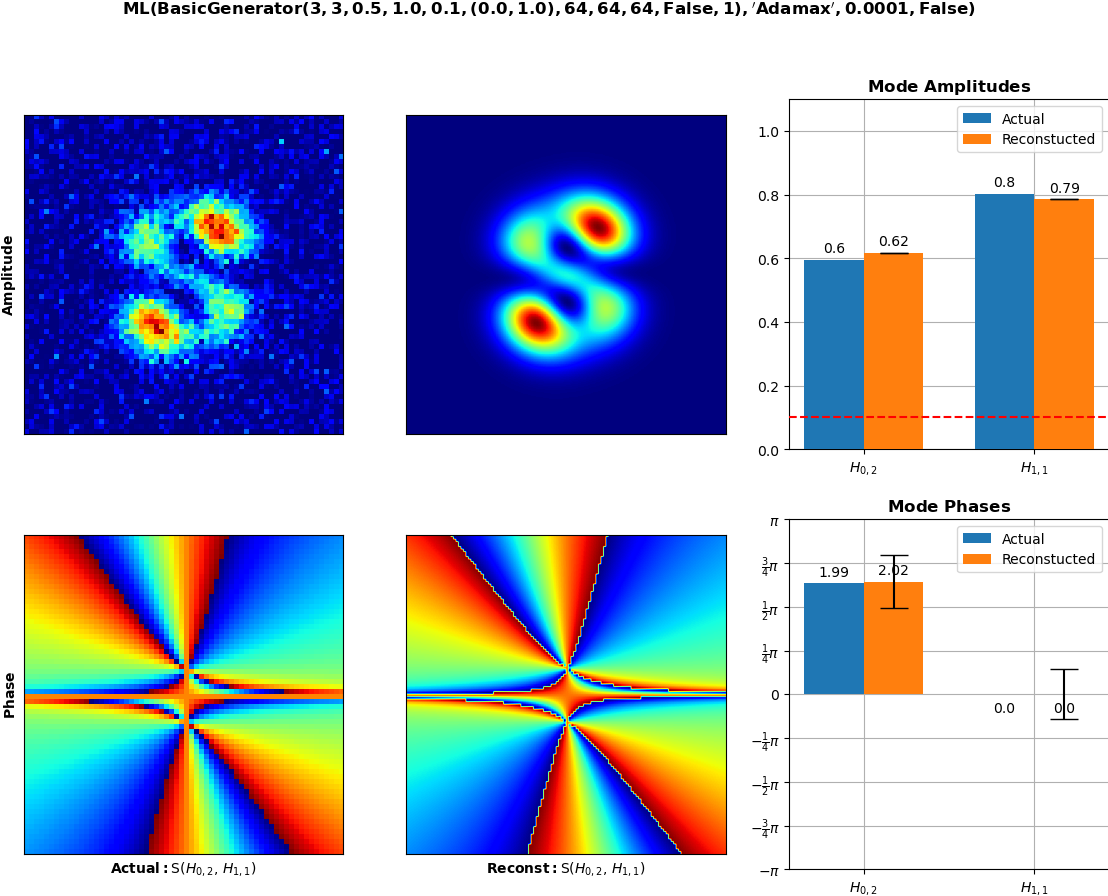 ML(BasicGenerator(3, 3, 0.5, 1.0, 0.1, (0.0, 1.0), 64, 64, 64, False, 1), 'Adamax', 0.0001, False)
Amplitude
Mode Amplitudes
Actual
Reconstucted
1.0
0.8
0.6
0.4
0.2
0.0
0.6
0.62
0.8
0.79
H0, 2
H1, 1
Phase
Actual: S(H0, 2, H1, 1)
Reconst: S(H0, 2, H1, 1)
Mode Phases
Actual
Reconstucted
π
3/4π
1/2π
1/4π
0
−1/4π
−1/2π
−3/4π
−π
1.99
2.02
0.0
0.0
H0, 2
H1, 1